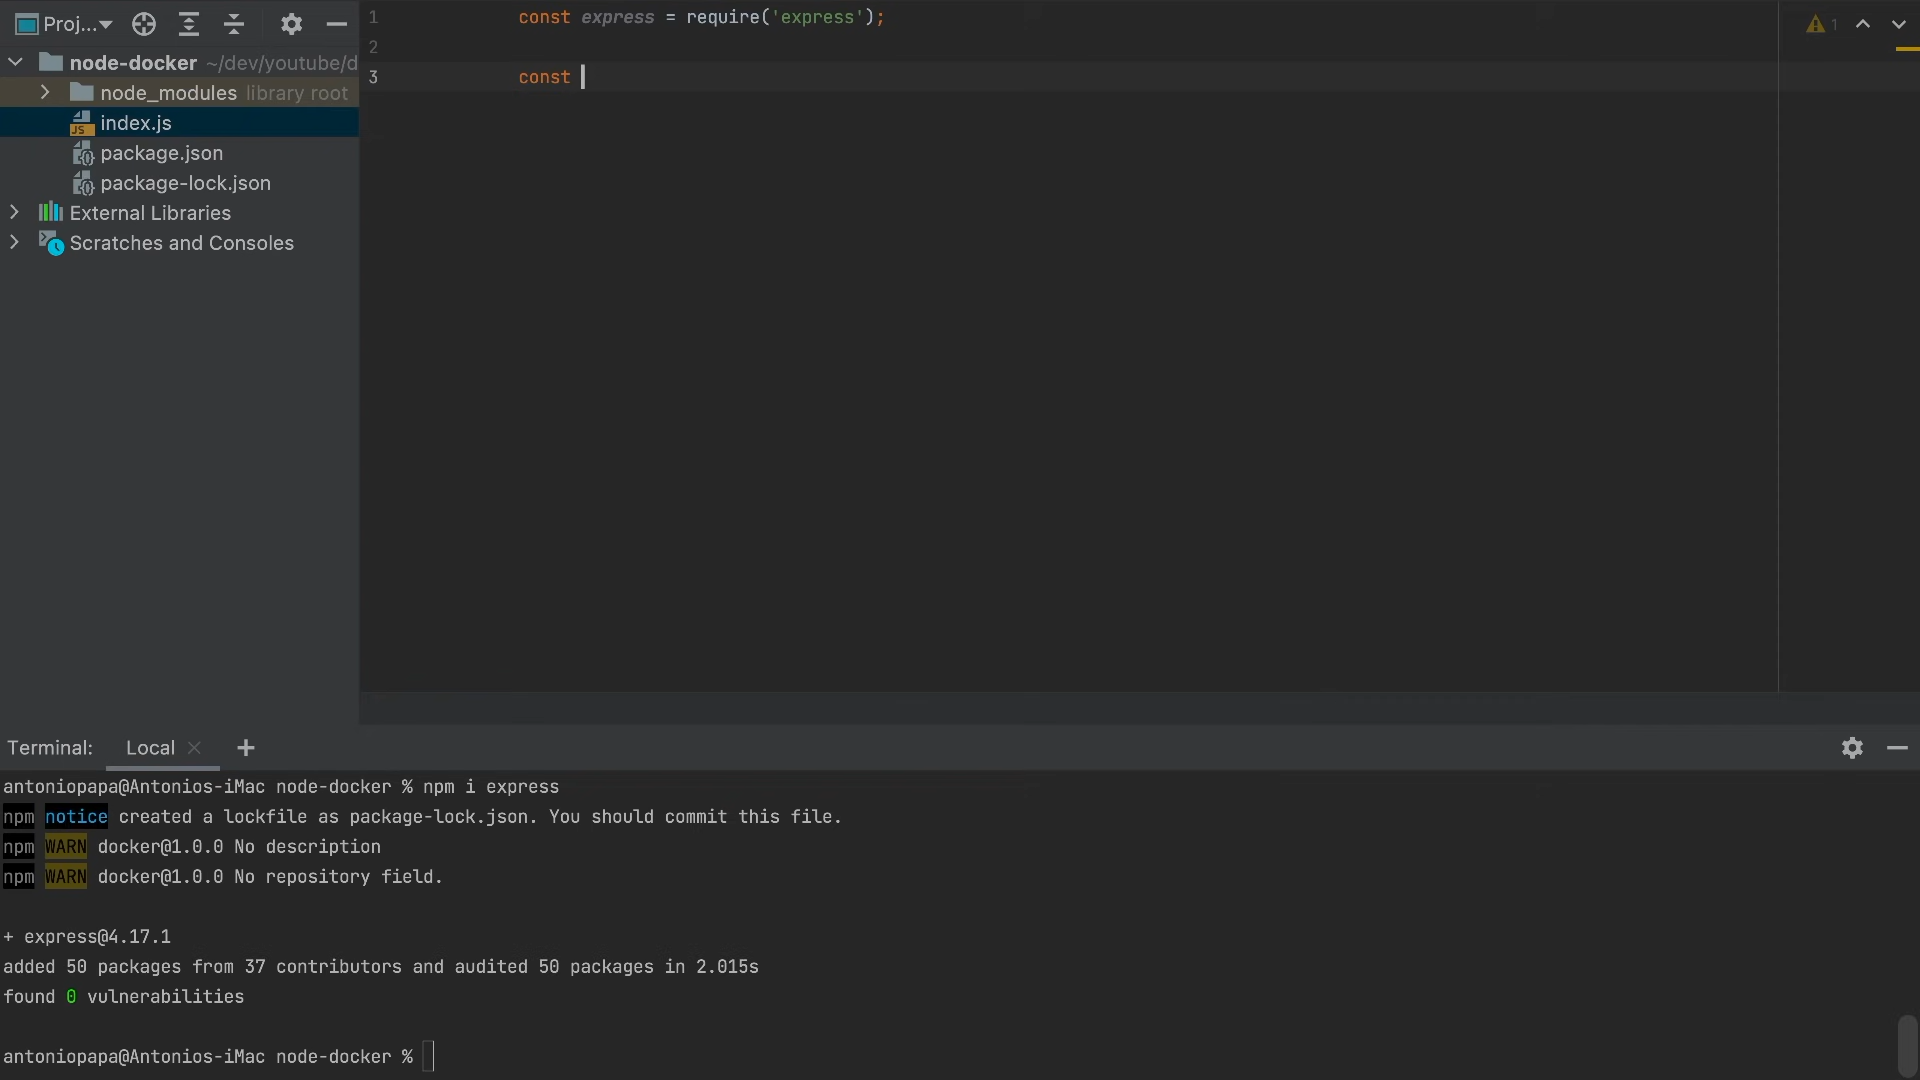 Proj...
node-docker ~/dev/youtube/d
node_modules library root
index.js
package.json
package-lock.json
External Libraries
Scratches and Consoles
1 const express = require('express');
2
3 const
1
Terminal: Local
antoniopapa@Antonios-iMac node-docker % npm i express
npm notice created a lockfile as package-lock.json. You should commit this file.
npm WARN docker@1.0.0 No description
npm WARN docker@1.0.0 No repository field.
+ express@4.17.1
added 50 packages from 37 contributors and audited 50 packages in 2.015s
found 0 vulnerabilities
antoniopapa@Antonios-iMac node-docker %